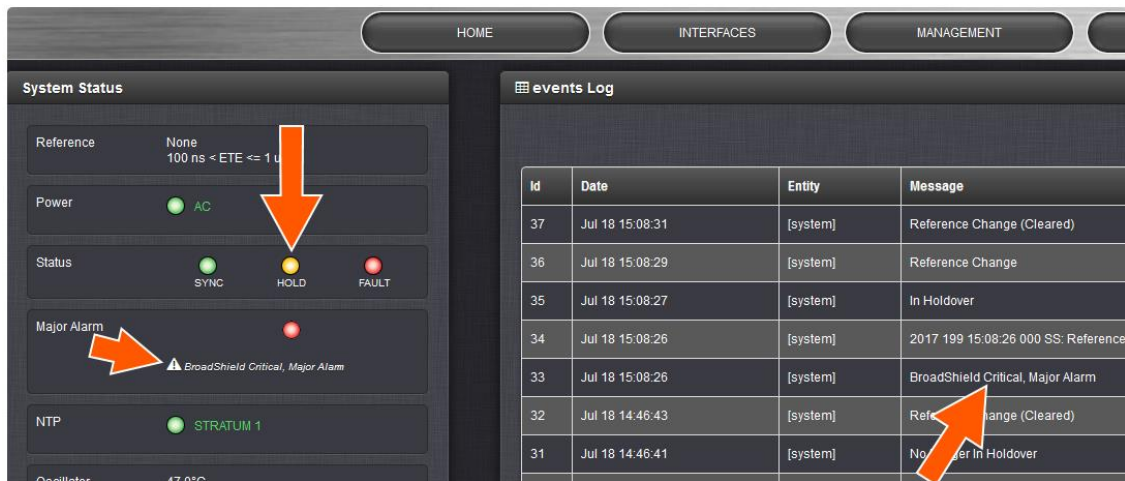 HOME
INTERFACES
MANAGEMENT
System Status
events Log
Reference
None
100 ns < ETE <= 1 u
Power
AC
Status
SYNC
HOLD
FAULT
Major Alarm
BroadShield Critical, Major Alam
NTP
STRATUM 1
Id Date Entity Message
37 Jul 18 15:08:31 [system] Reference Change (Cleared)
36 Jul 18 15:08:29 [system] Reference Change
35 Jul 18 15:08:27 [system] In Holdover
34 Jul 18 15:08:26 [system] 2017 199 15:08:26 000 SS: Reference
33 Jul 18 15:08:26 [system] BroadShield Critical, Major Alarm
32 Jul 18 14:46:43 [system] hange (Cleared)
31 Jul 18 14:46:41 [system] No er In Holdover